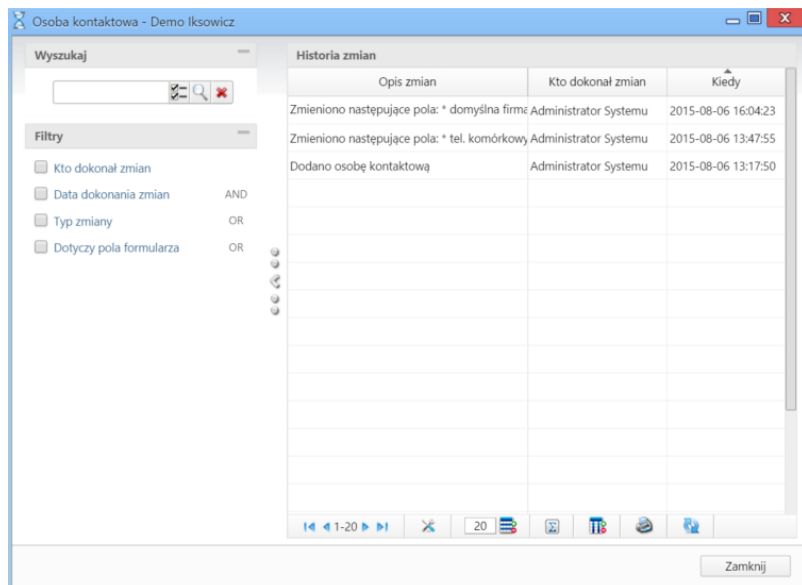 Osoba kontaktowa - Demo Iksowicz
Wyszukaj
Filtry
Kto dokonał zmian
Data dokonania zmian AND
Typ zmiany OR
Dotyczy pola formularza OR
Historia zmian
Opis zmian Kto dokonał zmian Kiedy
Zmieniono następujące pola: * domyślna firma Administrator Systemu 2015-08-06 16:04:23
Zmieniono następujące pola: * tel. komórkowy Administrator Systemu 2015-08-06 13:47:55
Dodano osobę kontaktową Administrator Systemu 2015-08-06 13:17:50
1-20 20
Zamknij